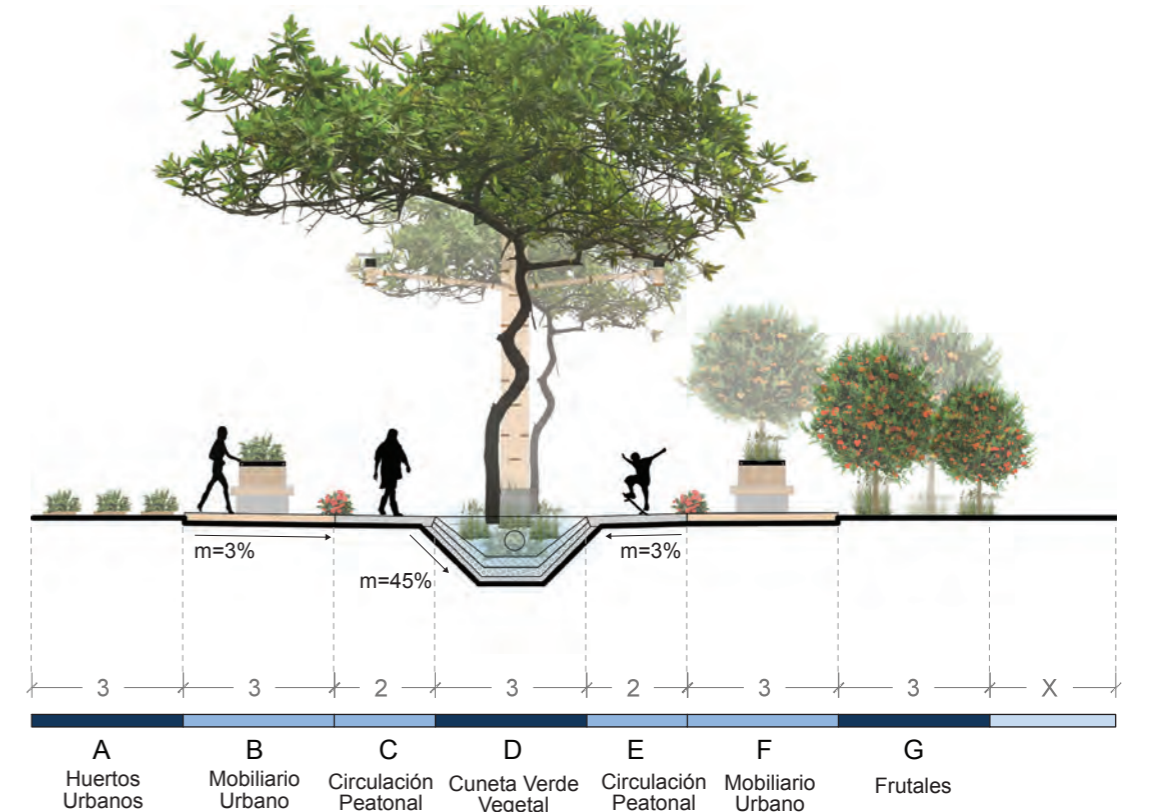 m=3%
m=45%
m=3%
3 3 2 3 2 3 3 X
A B C D E F G
Huertos Urbanos
Mobiliario Urbano
Circulación Peatonal
Cuneta Verde Vegetal
Circulación Peatonal
Mobiliario Urbano
Frutales